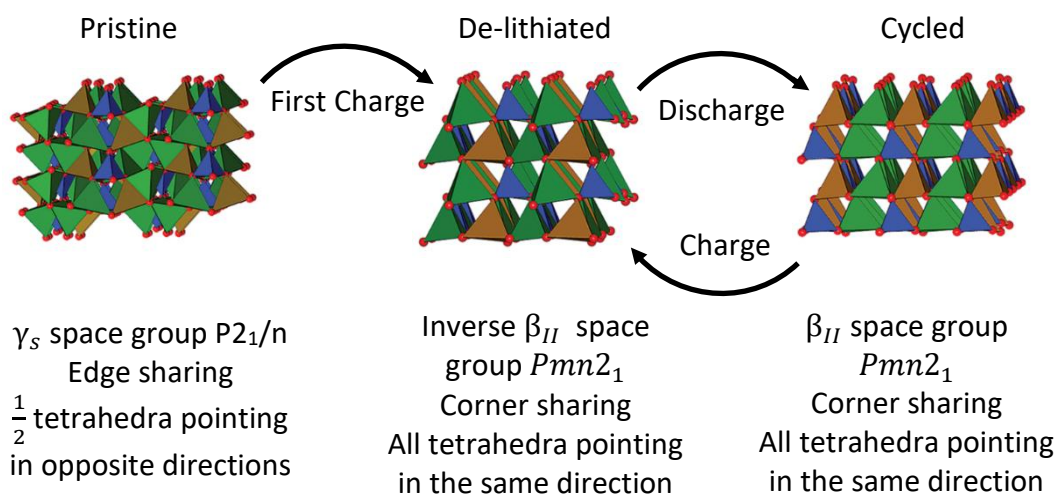 Pristine
De-lithiated
Cycled
First Charge
Discharge
Charge
γₛ space group P2₁/n
Edge sharing
½ tetrahedra pointing
in opposite directions
Inverse β_II space
group Pmn2₁
Corner sharing
All tetrahedra pointing
in the same direction
β_II space group
Pmn2₁
Corner sharing
All tetrahedra pointing
in the same direction